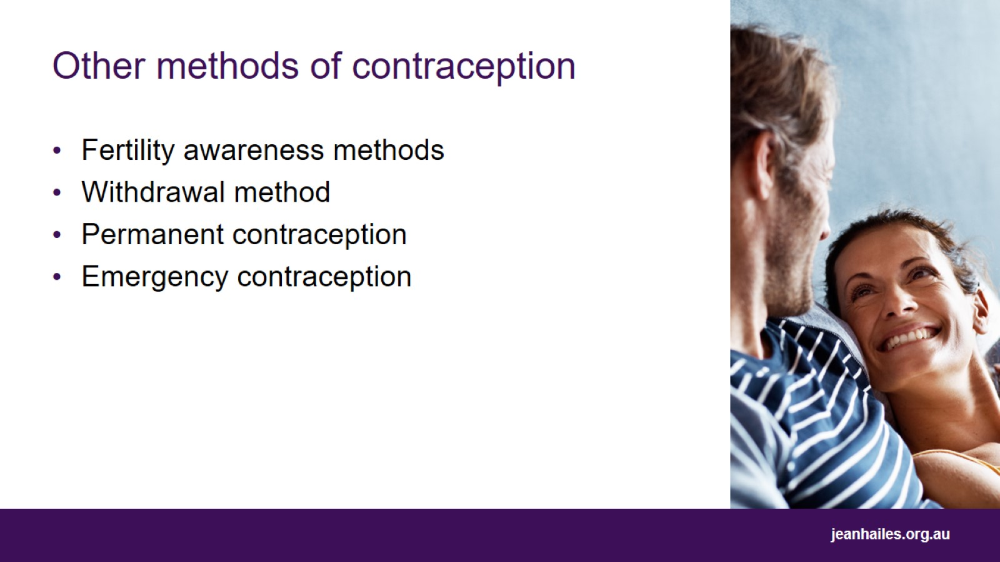 Other methods of contraception
• Fertility awareness methods
• Withdrawal method
• Permanent contraception
• Emergency contraception
jeanhailes.org.au